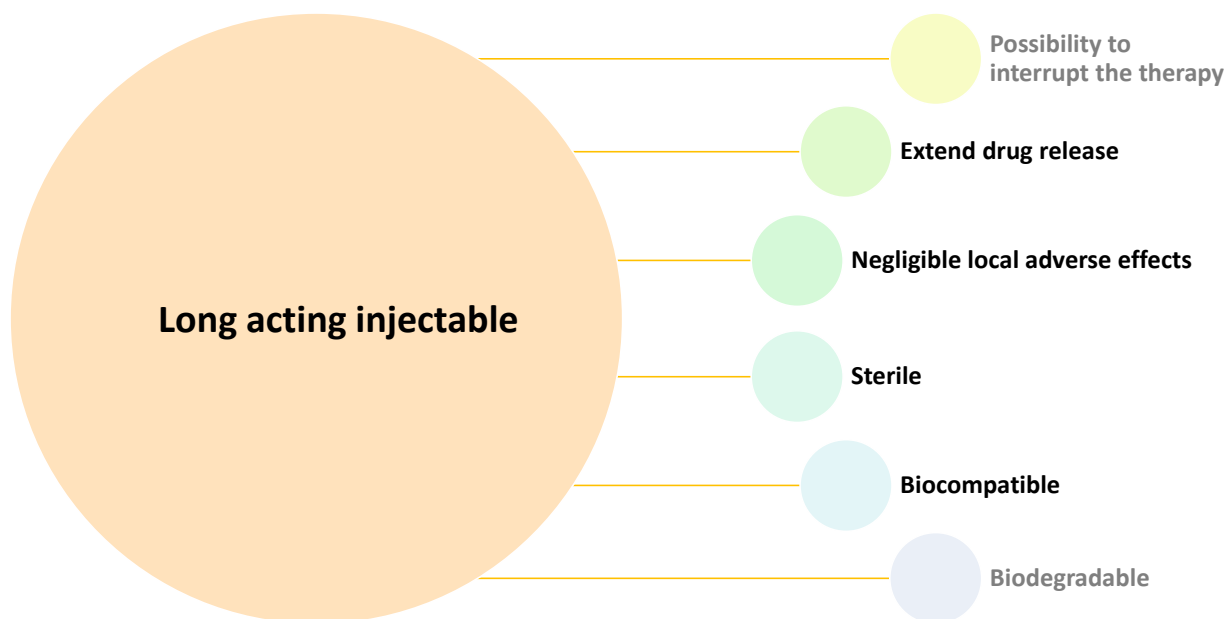 Long acting injectable
Possibility to
interrupt the therapy
Extend drug release
Negligible local adverse effects
Sterile
Biocompatible
Biodegradable